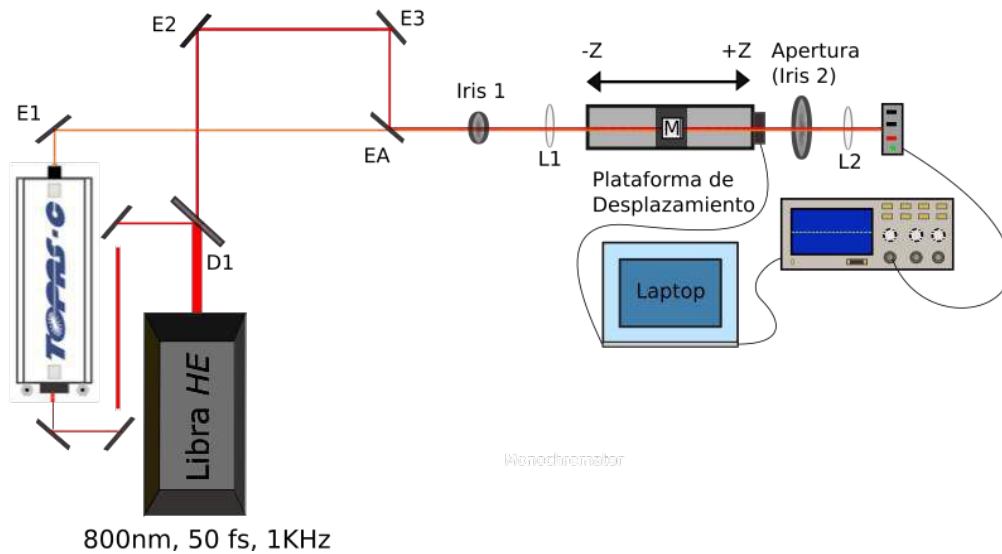 E2
E3
-Z
+Z
Apertura
(Iris 2)
Iris 1
E1
EA
L1
M
L2
TOPAS-C
D1
Plataforma de
Desplazamiento
Laptop
Libra HE
Monochromator
800nm, 50 fs, 1KHz